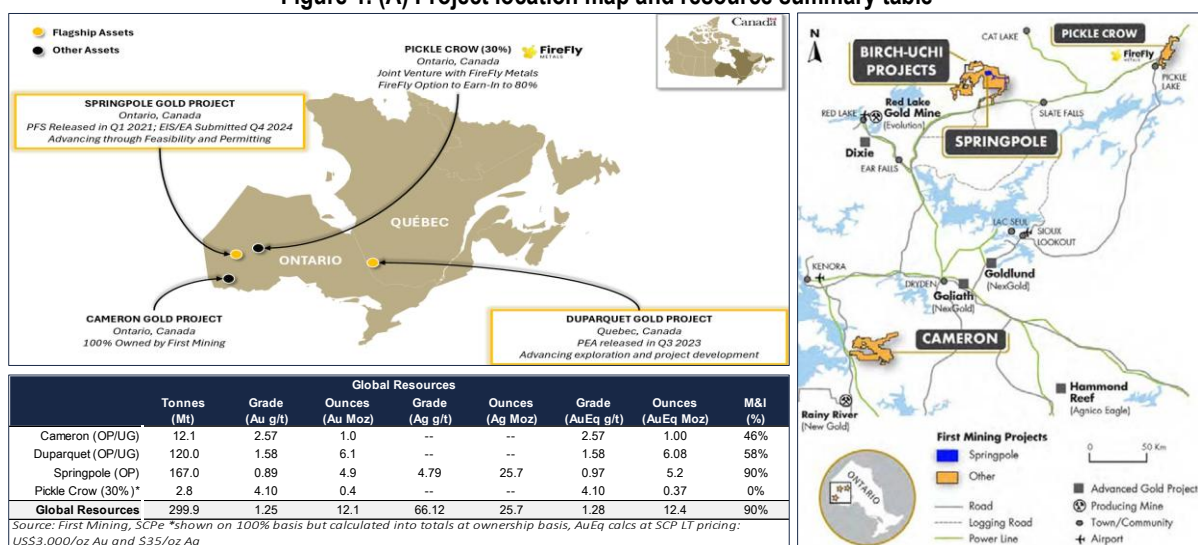 Figure 1. (A) Project location map and resource summary table
Flagship Assets
Other Assets
PICKLE CROW (30%)
FireFly
METALS
Ontario, Canada
Joint Venture with FireFly Metals
FireFly Option to Earn-In to 80%
Canada
SPRINGPOLE GOLD PROJECT
Ontario, Canada
PFS Released in Q1 2021; EIS/EA Submitted Q4 2024
Advancing through Feasibility and Permitting
QUÉBEC
ONTARIO
CAMERON GOLD PROJECT
Ontario, Canada
100% Owned by First Mining
DUPARQUET GOLD PROJECT
Quebec, Canada
PEA released in Q3 2023
Advancing exploration and project development
Global Resources
Tonnes Grade Ounces Grade Ounces Grade Ounces M&I
(Mt) (Au g/t) (Au Moz) (Ag g/t) (Ag Moz) (AuEq g/t) (AuEq Moz) (%)
Cameron (OP/UG) 12.1 2.57 1.0 -- -- 2.57 1.00 46%
Duparquet (OP/UG) 120.0 1.58 6.1 -- -- 1.58 6.08 58%
Springpole (OP) 167.0 0.89 4.9 4.79 25.7 0.97 5.2 90%
Pickle Crow (30%)* 2.8 4.10 0.4 -- -- 4.10 0.37 0%
Global Resources 299.9 1.25 12.1 66.12 25.7 1.28 12.4 90%
Source: First Mining, SCPe *shown on 100% basis but calculated into totals at ownership basis, AuEq calcs at SCP LT pricing:
US$3,000/oz Au and $35/oz Ag
N
CAT LAKE
PICKLE CROW
FireFly
METALS
BIRCH-UCHI
PROJECTS
PICKLE
LAKE
RED LAKE
Red Lake
Gold Mine
(Evolution)
SLATE FALLS
SPRINGPOLE
Dixie
EAR FALLS
LAC SEUL
SIOUX
LOOKOUT
Goldlund
(NexGold)
KENORA
DRYDEN
Goliath
(NexGold)
CAMERON
Hammond
Reef
(Agnico Eagle)
Rainy River
(New Gold)
First Mining Projects
Springpole
Other
Road
Logging Road
Power Line
0 50 Km
Advanced Gold Project
Producing Mine
Town/Community
Airport
ONTARIO